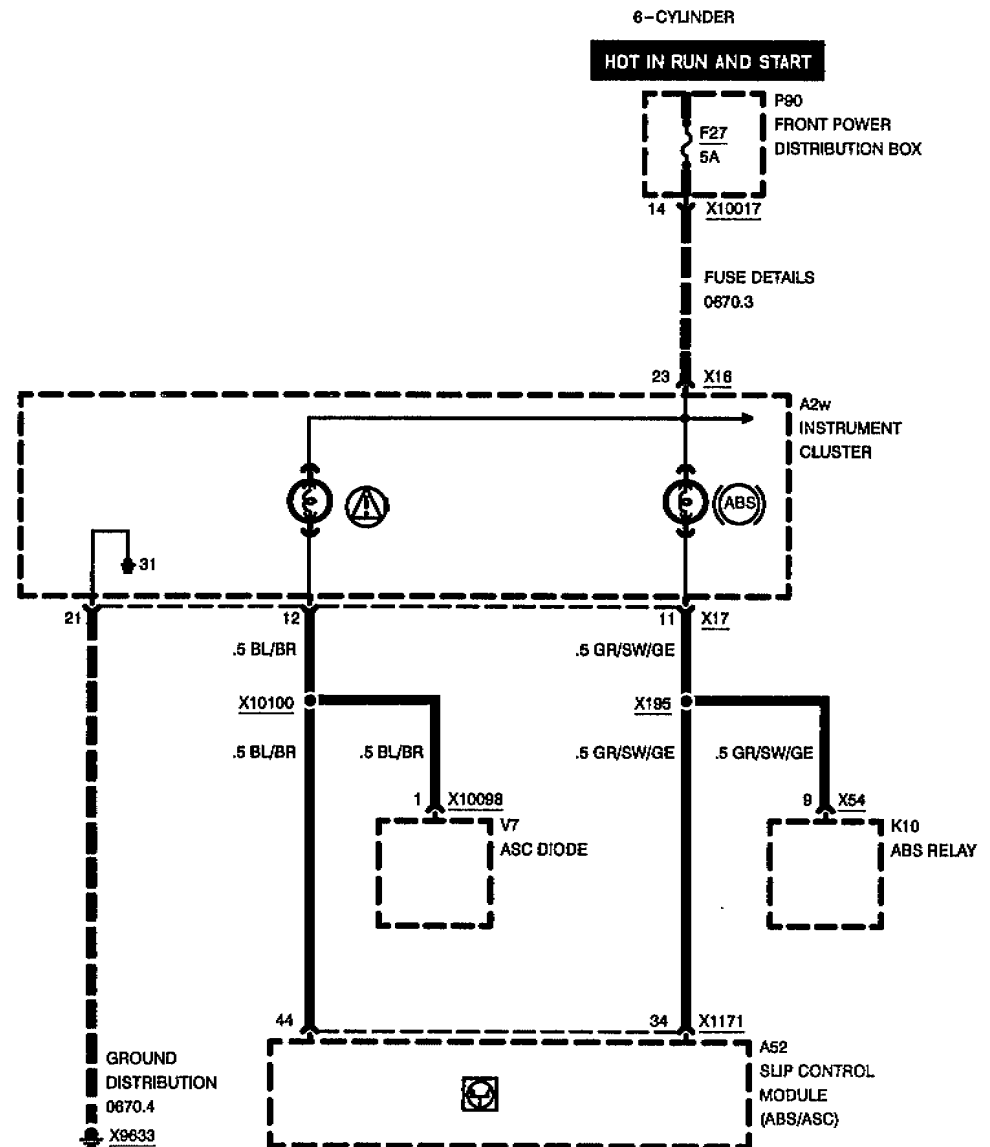 6-CYLINDER
HOT IN RUN AND START
P90
FRONT POWER
DISTRIBUTION BOX
F27
5A
14
X10017
FUSE DETAILS
0670.3
23
X16
A2w
INSTRUMENT
CLUSTER
ABS
31
21
12
11
X17
.5 BL/BR
.5 GR/SW/GE
X10100
X195
.5 BL/BR
.5 BL/BR
.5 GR/SW/GE
.5 GR/SW/GE
1
X10098
9
X54
V7
ASC DIODE
K10
ABS RELAY
44
34
X1171
A52
SLIP CONTROL
MODULE
(ABS/ASC)
GROUND
DISTRIBUTION
0670.4
X9633